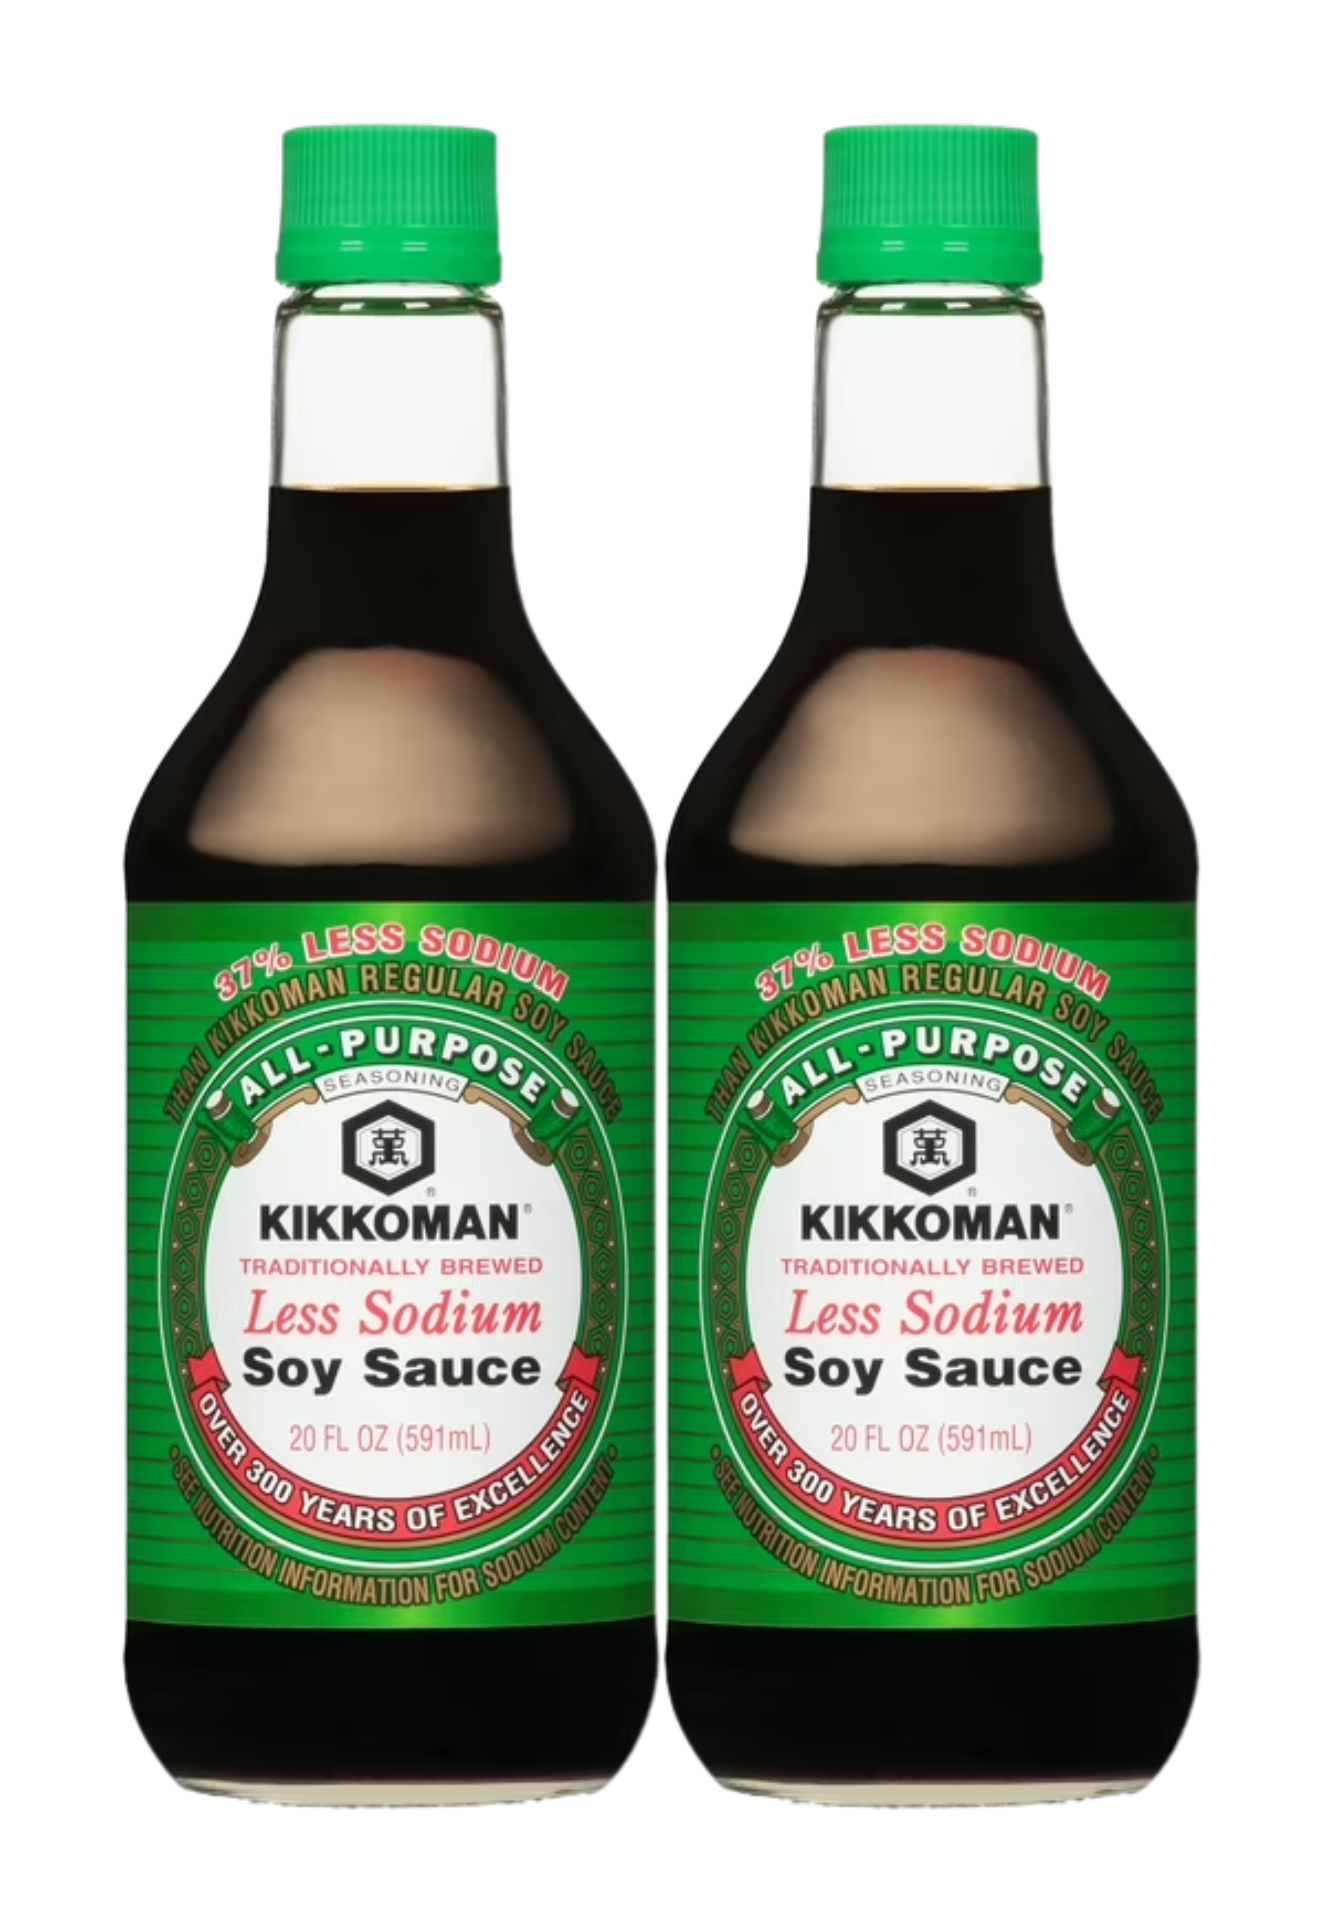 37% LESS SODIUM
THAN KIKKOMAN REGULAR SOY SAUCE
ALL-PURPOSE
SEASONING
萬
®
KIKKOMAN®
TRADITIONALLY BREWED
Less Sodium
Soy Sauce
20 FL OZ (591mL)
OVER 300 YEARS OF EXCELLENCE
•SEE NUTRITION INFORMATION FOR SODIUM CONTENT•
37% LESS SODIUM
THAN KIKKOMAN REGULAR SOY SAUCE
ALL-PURPOSE
SEASONING
萬
®
KIKKOMAN®
TRADITIONALLY BREWED
Less Sodium
Soy Sauce
20 FL OZ (591mL)
OVER 300 YEARS OF EXCELLENCE
•SEE NUTRITION INFORMATION FOR SODIUM CONTENT•